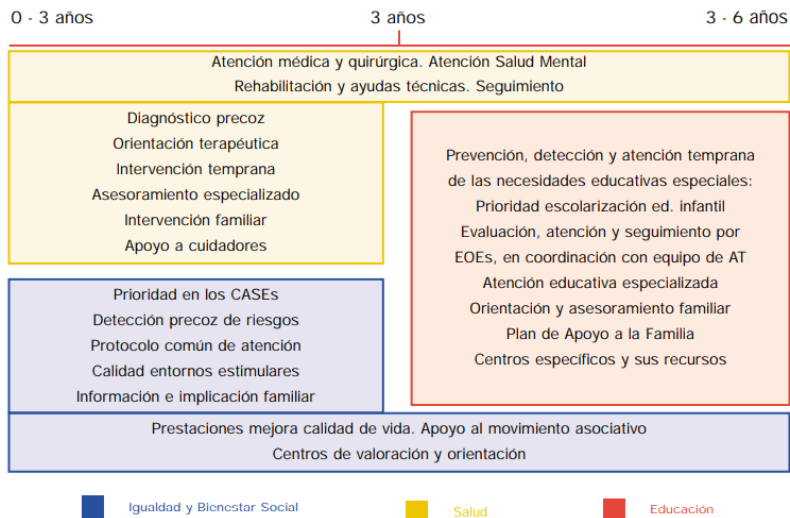 0 - 3 años
3 años
3 - 6 años
Atención médica y quirúrgica. Atención Salud Mental
Rehabilitación y ayudas técnicas. Seguimiento
Diagnóstico precoz
Orientación terapéutica
Intervención temprana
Asesoramiento especializado
Intervención familiar
Apoyo a cuidadores
Prevención, detección y atención temprana
de las necesidades educativas especiales:
Prioridad escolarización ed. infantil
Evaluación, atención y seguimiento por
EOEs, en coordinación con equipo de AT
Atención educativa especializada
Orientación y asesoramiento familiar
Plan de Apoyo a la Familia
Centros específicos y sus recursos
Prioridad en los CASEs
Detección precoz de riesgos
Protocolo común de atención
Calidad entornos estimulares
Información e implicación familiar
Prestaciones mejora calidad de vida. Apoyo al movimiento asociativo
Centros de valoración y orientación
Igualdad y Bienestar Social
Salud
Educación